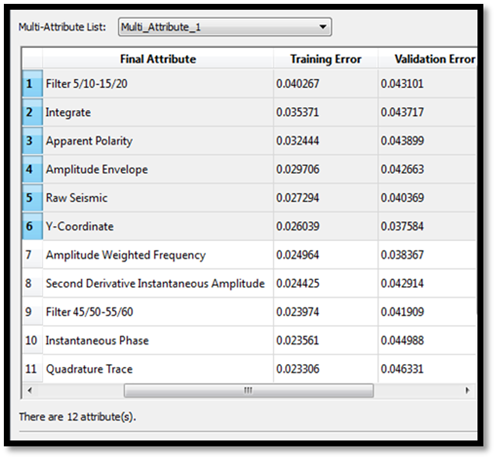 Multi-Attribute List: Multi_Attribute_1
Final Attribute Training Error Validation Error
1 Filter 5/10-15/20 0.040267 0.043101
2 Integrate 0.035371 0.043717
3 Apparent Polarity 0.032444 0.043899
4 Amplitude Envelope 0.029706 0.042663
5 Raw Seismic 0.027294 0.040369
6 Y-Coordinate 0.026039 0.037584
7 Amplitude Weighted Frequency 0.024964 0.038367
8 Second Derivative Instantaneous Amplitude 0.024425 0.042914
9 Filter 45/50-55/60 0.023974 0.041909
10 Instantaneous Phase 0.023561 0.044988
11 Quadrature Trace 0.023306 0.046331
There are 12 attribute(s).